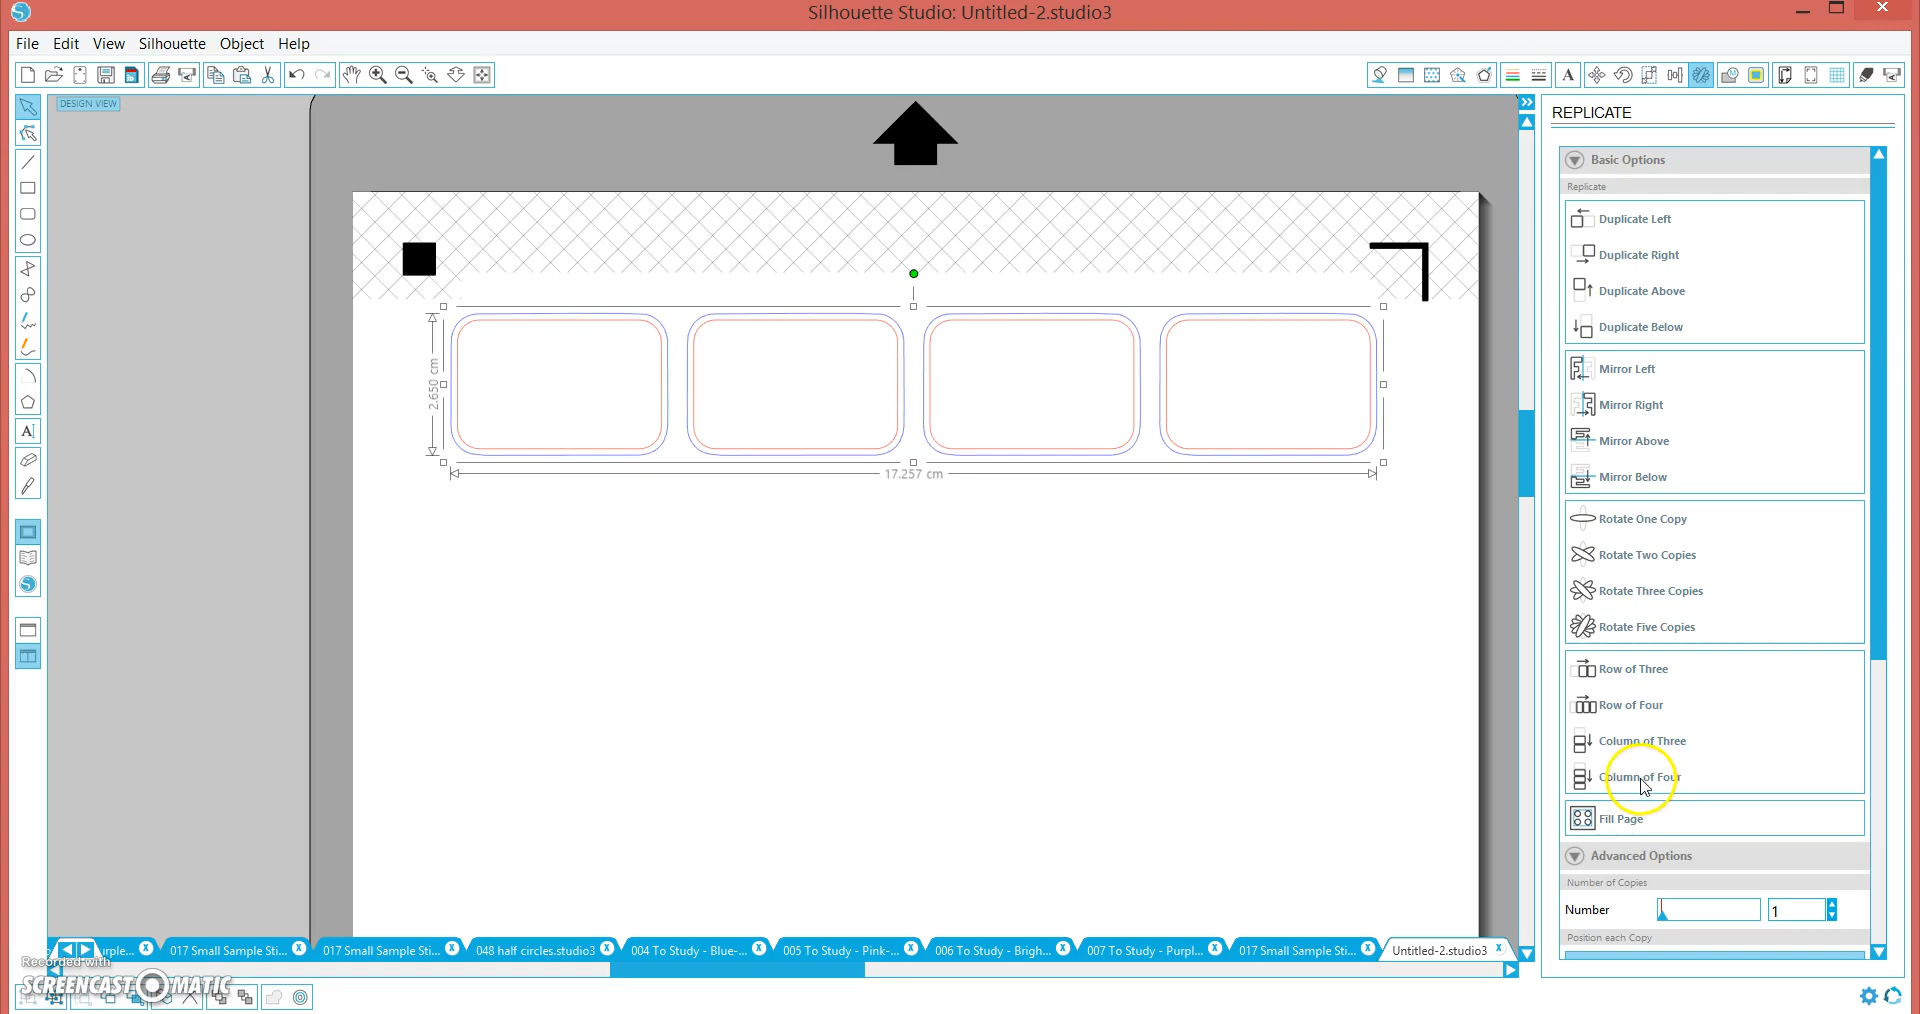 Silhouette Studio: Untitled-2.studio3
File Edit View Silhouette Object Help
DESIGN VIEW
REPLICATE
Basic Options
Replicate
Duplicate Left
Duplicate Right
Duplicate Above
Duplicate Below
Mirror Left
Mirror Right
Mirror Above
Mirror Below
Rotate One Copy
Rotate Two Copies
Rotate Three Copies
Rotate Five Copies
Row of Three
Row of Four
Column of Three
Column of Four
Fill Page
Advanced Options
Number of Copies
Number 1
Position each Copy
2.650 cm
17.257 cm
urple... 017 Small Sample Sti... 017 Small Sample Sti... 048 half circles.studio3 004 To Study - Blue-... 005 To Study - Pink-... 006 To Study - Brigh... 007 To Study - Purpl... 017 Small Sample Sti... Untitled-2.studio3
Recorded with
SCREENCAST-O-MATIC